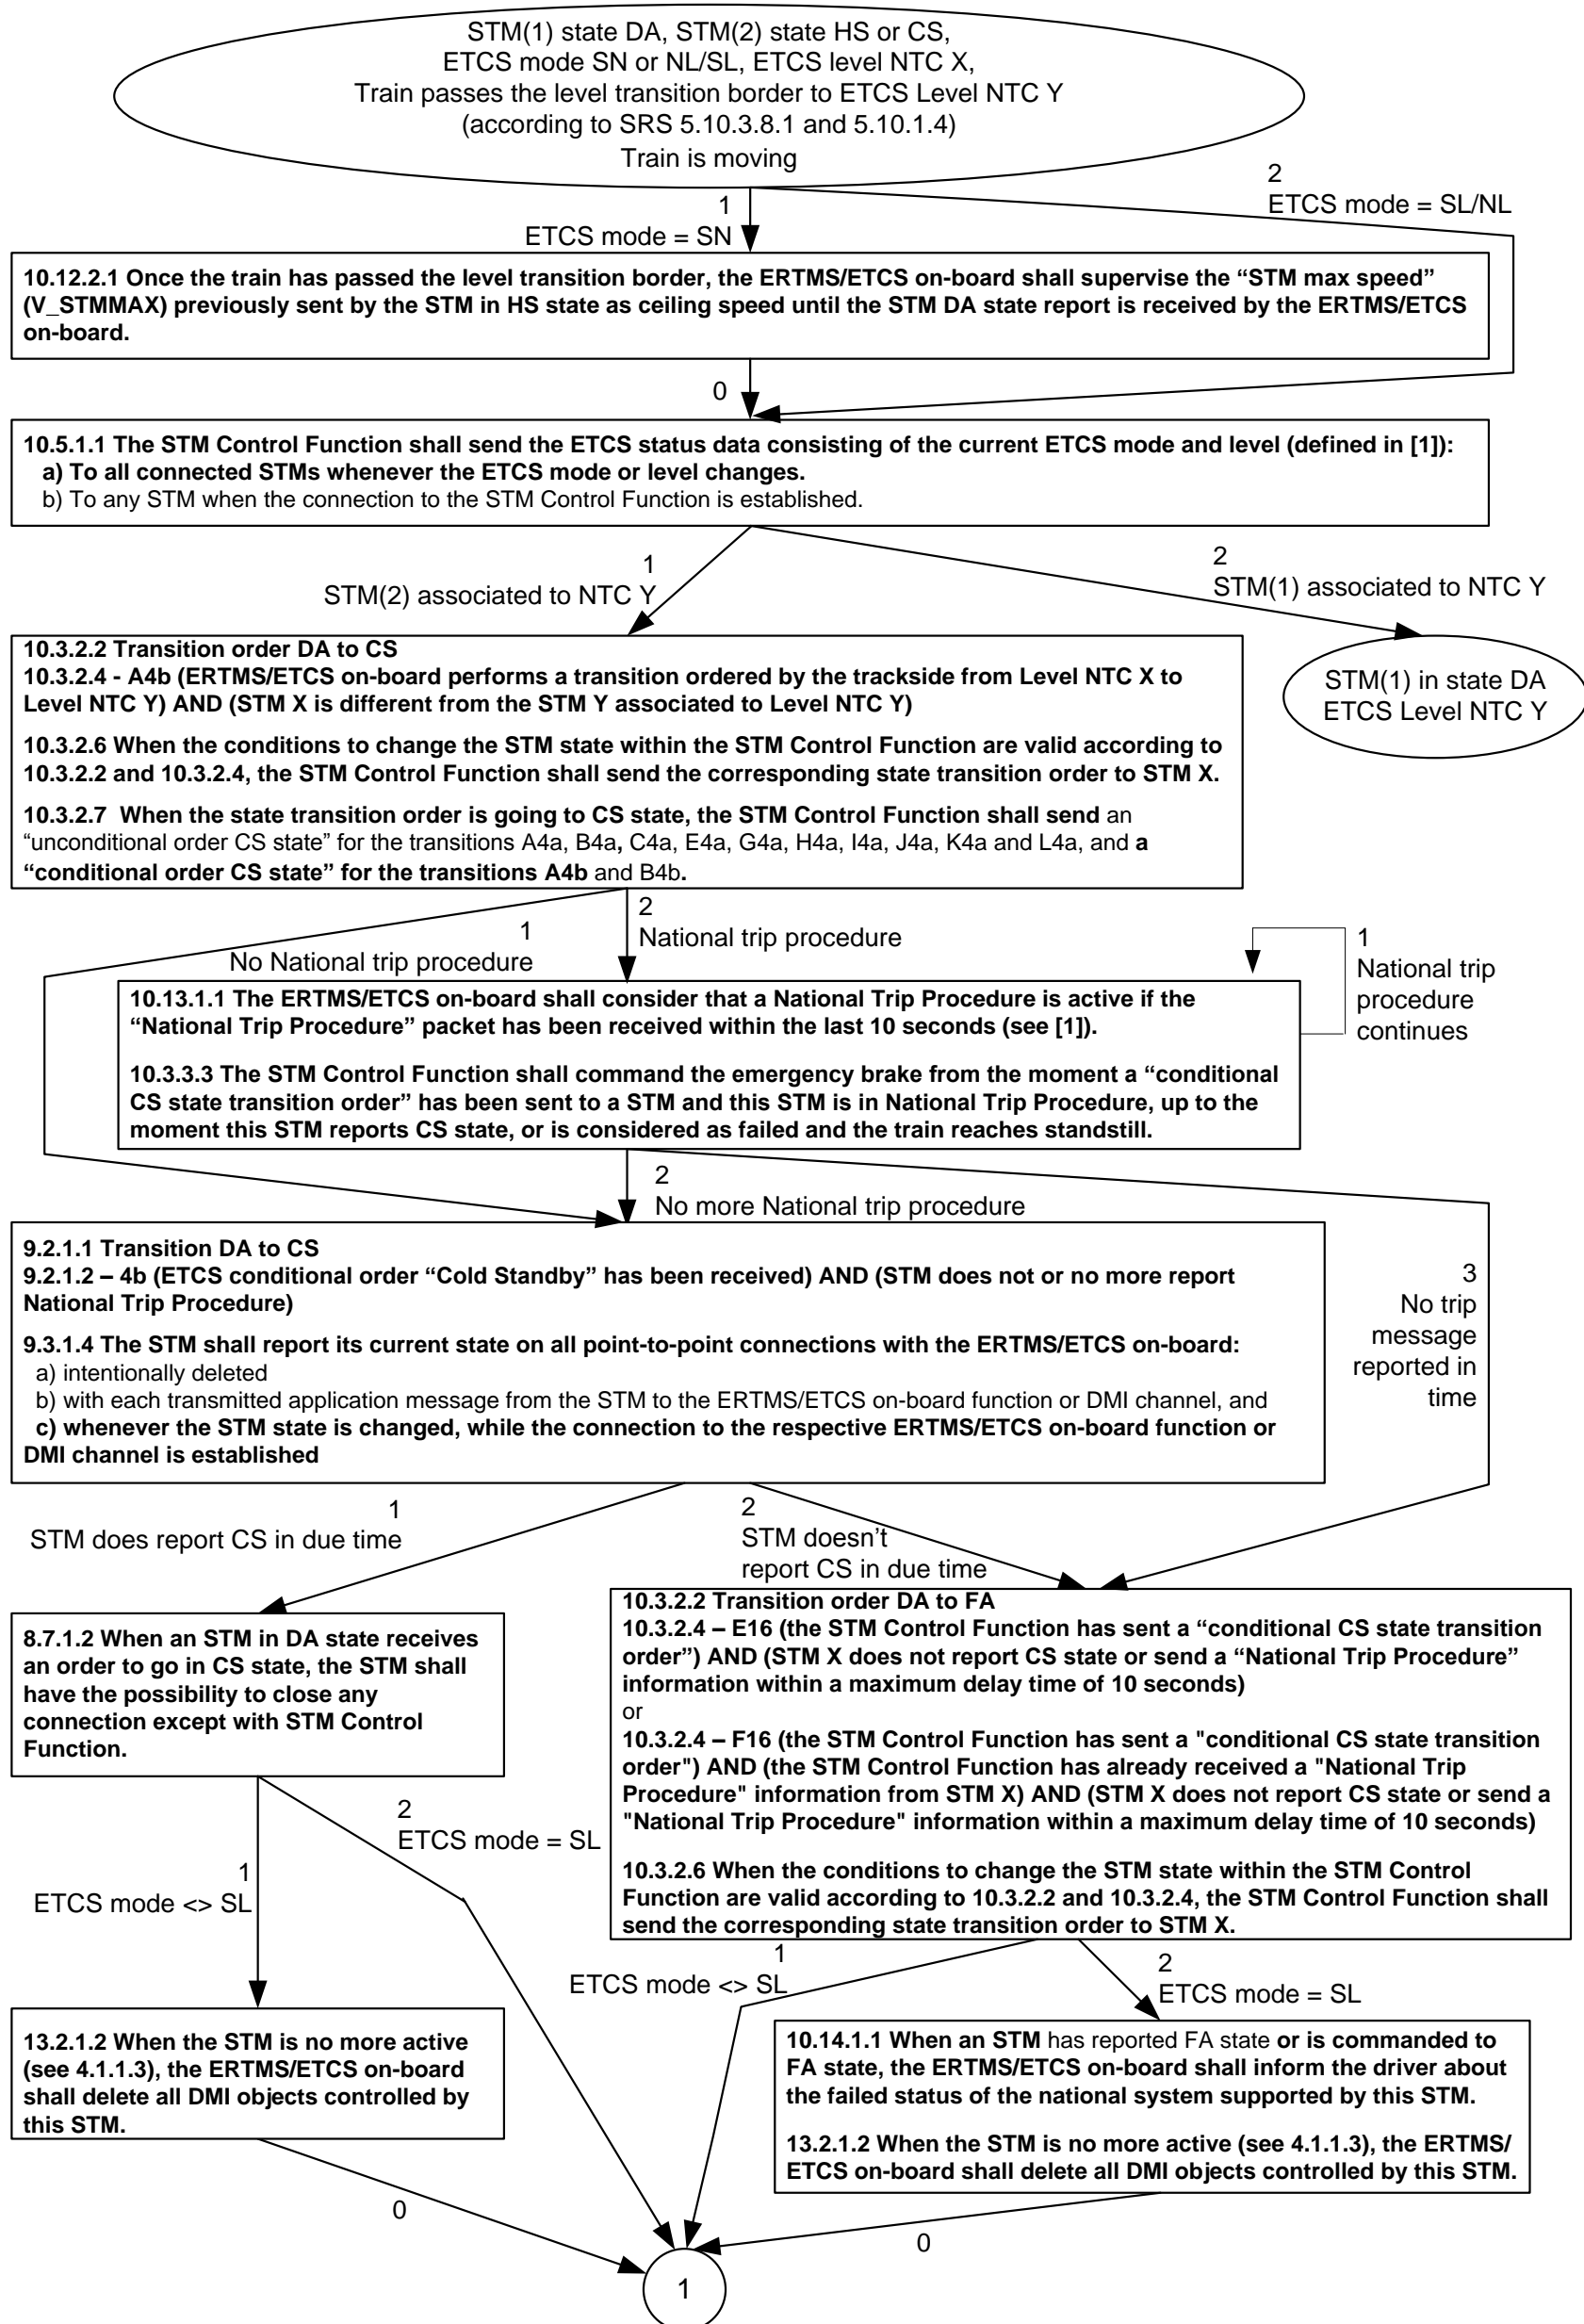 STM(1) state DA, STM(2) state HS or CS,
ETCS mode SN or NL/SL, ETCS level NTC X,
Train passes the level transition border to ETCS Level NTC Y
(according to SRS 5.10.3.8.1 and 5.10.1.4)
Train is moving
1
ETCS mode = SN
2
ETCS mode = SL/NL
10.12.2.1 Once the train has passed the level transition border, the ERTMS/ETCS on-board shall supervise the “STM max speed”
(V_STMMAX) previously sent by the STM in HS state as ceiling speed until the STM DA state report is received by the ERTMS/ETCS
on-board.
0
10.5.1.1 The STM Control Function shall send the ETCS status data consisting of the current ETCS mode and level (defined in [1]):
a) To all connected STMs whenever the ETCS mode or level changes.
b) To any STM when the connection to the STM Control Function is established.
1
STM(2) associated to NTC Y
2
STM(1) associated to NTC Y
10.3.2.2 Transition order DA to CS
10.3.2.4 - A4b (ERTMS/ETCS on-board performs a transition ordered by the trackside from Level NTC X to
Level NTC Y) AND (STM X is different from the STM Y associated to Level NTC Y)
10.3.2.6 When the conditions to change the STM state within the STM Control Function are valid according to
10.3.2.2 and 10.3.2.4, the STM Control Function shall send the corresponding state transition order to STM X.
10.3.2.7 When the state transition order is going to CS state, the STM Control Function shall send an
“unconditional order CS state” for the transitions A4a, B4a, C4a, E4a, G4a, H4a, I4a, J4a, K4a and L4a, and a
“conditional order CS state” for the transitions A4b and B4b.
STM(1) in state DA
ETCS Level NTC Y
1
No National trip procedure
2
National trip procedure
10.13.1.1 The ERTMS/ETCS on-board shall consider that a National Trip Procedure is active if the
“National Trip Procedure” packet has been received within the last 10 seconds (see [1]).
10.3.3.3 The STM Control Function shall command the emergency brake from the moment a “conditional
CS state transition order” has been sent to a STM and this STM is in National Trip Procedure, up to the
moment this STM reports CS state, or is considered as failed and the train reaches standstill.
1
National trip
procedure
continues
2
No more National trip procedure
3
No trip
message
reported in
time
9.2.1.1 Transition DA to CS
9.2.1.2 – 4b (ETCS conditional order “Cold Standby” has been received) AND (STM does not or no more report
National Trip Procedure)
9.3.1.4 The STM shall report its current state on all point-to-point connections with the ERTMS/ETCS on-board:
a) intentionally deleted
b) with each transmitted application message from the STM to the ERTMS/ETCS on-board function or DMI channel, and
c) whenever the STM state is changed, while the connection to the respective ERTMS/ETCS on-board function or
DMI channel is established
1
STM does report CS in due time
2
STM doesn’t
report CS in due time
8.7.1.2 When an STM in DA state receives
an order to go in CS state, the STM shall
have the possibility to close any
connection except with STM Control
Function.
10.3.2.2 Transition order DA to FA
10.3.2.4 – E16 (the STM Control Function has sent a “conditional CS state transition
order”) AND (STM X does not report CS state or send a “National Trip Procedure”
information within a maximum delay time of 10 seconds)
or
10.3.2.4 – F16 (the STM Control Function has sent a "conditional CS state transition
order") AND (the STM Control Function has already received a "National Trip
Procedure" information from STM X) AND (STM X does not report CS state or send a
"National Trip Procedure" information within a maximum delay time of 10 seconds)
10.3.2.6 When the conditions to change the STM state within the STM Control
Function are valid according to 10.3.2.2 and 10.3.2.4, the STM Control Function shall
send the corresponding state transition order to STM X.
1
ETCS mode <> SL
2
ETCS mode = SL
1
ETCS mode <> SL
2
ETCS mode = SL
13.2.1.2 When the STM is no more active
(see 4.1.1.3), the ERTMS/ETCS on-board
shall delete all DMI objects controlled by
this STM.
10.14.1.1 When an STM has reported FA state or is commanded to
FA state, the ERTMS/ETCS on-board shall inform the driver about
the failed status of the national system supported by this STM.
13.2.1.2 When the STM is no more active (see 4.1.1.3), the ERTMS/
ETCS on-board shall delete all DMI objects controlled by this STM.
0
0
1